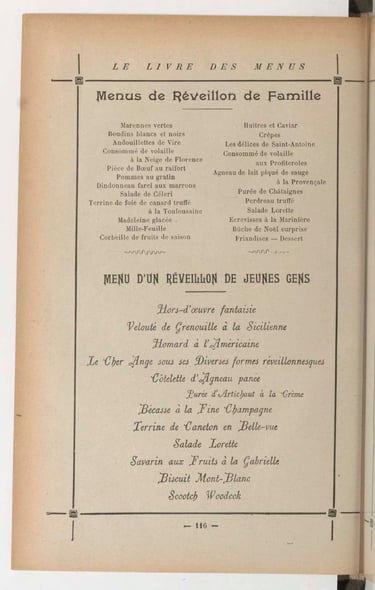 LE LIVRE DES MENUS
Menus de Réveillon de Famille
Marennes vertes
Boudins blancs et noirs
Andouillettes de Vire
Consommé de volaille
à la Neige de Florence
Pièce de Bœuf au raifort
Pommes au gratin
Dindonneau farci aux marrons
Salade de Céleri
Terrine de foie de canard truffé
à la Toulousaine
Madeleine glacée
Mille-Feuille
Corbeille de fruits de saison
Huîtres et Caviar
Crêpes
Les délices de Saint-Antoine
Consommé de volaille
aux Profiteroles
Agneau de lait piqué de sauge
à la Provençale
Purée de Châtaignes
Perdreau truffé
Salade Lorette
Ecrevisses à la Marinière
Bûche de Noël surprise
Friandises — Dessert
MENU D'UN RÉVEILLON DE JEUNES GENS
Hors-d'œuvre fantaisie
Velouté de Grenouille à la Sicilienne
Homard à l'Américaine
Le Cher Ange sous ses Diverses formes réveillonnesques
Côtelette d'Agneau panée
Purée d'Artichaut à la Crème
Bécasse à la Fine Champagne
Terrine de Caneton en Belle-vue
Salade Lorette
Savarin aux Fruits à la Gabrielle
Biscuit Mont-Blanc
Scootch Woodcok
— 116 —